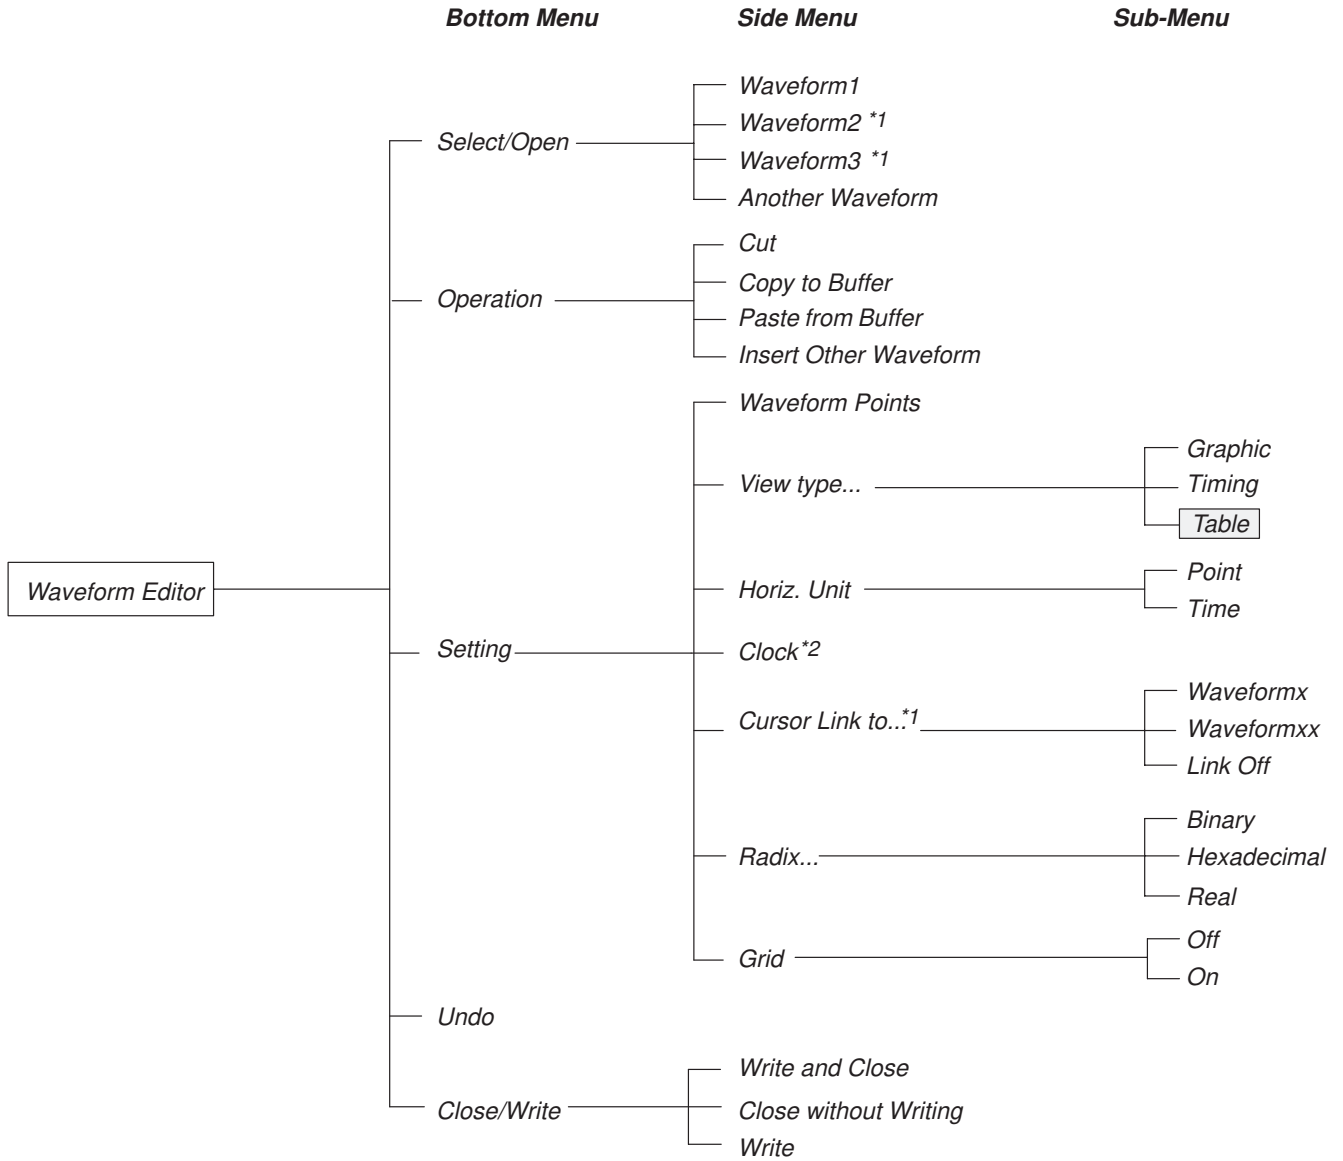 Bottom Menu Side Menu Sub-Menu
Waveform1
Waveform2 *1
Select/Open
Waveform3 *1
Another Waveform
Cut
Copy to Buffer
Operation
Paste from Buffer
Insert Other Waveform
Waveform Points
Graphic
View type...
Timing
Table
Point
Waveform Editor
Horiz. Unit
Time
Setting
Clock*2
Waveformx
Cursor Link to...*1
Waveformxx
Link Off
Binary
Radix...
Hexadecimal
Real
Off
Grid
On
Undo
Write and Close
Close/Write
Close without Writing
Write